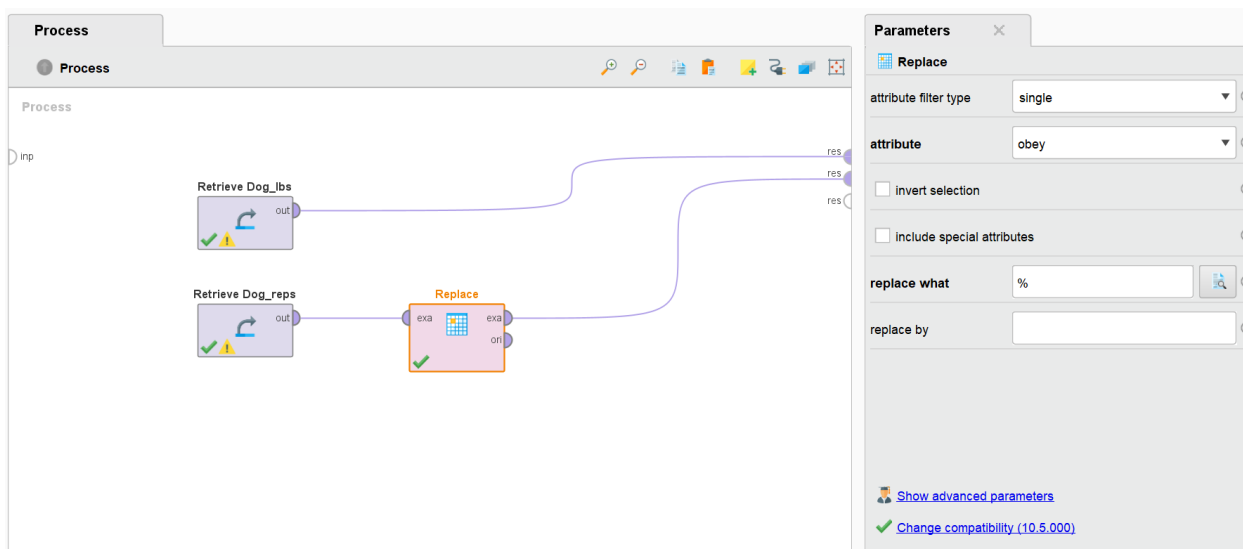 Process
Process
Process
inp
res
res
res
Retrieve Dog_lbs
out
Retrieve Dog_reps
out
Replace
exa
exa
ori
Parameters
Replace
attribute filter type
single
attribute
obey
invert selection
include special attributes
replace what
%
replace by
Show advanced parameters
Change compatibility (10.5.000)